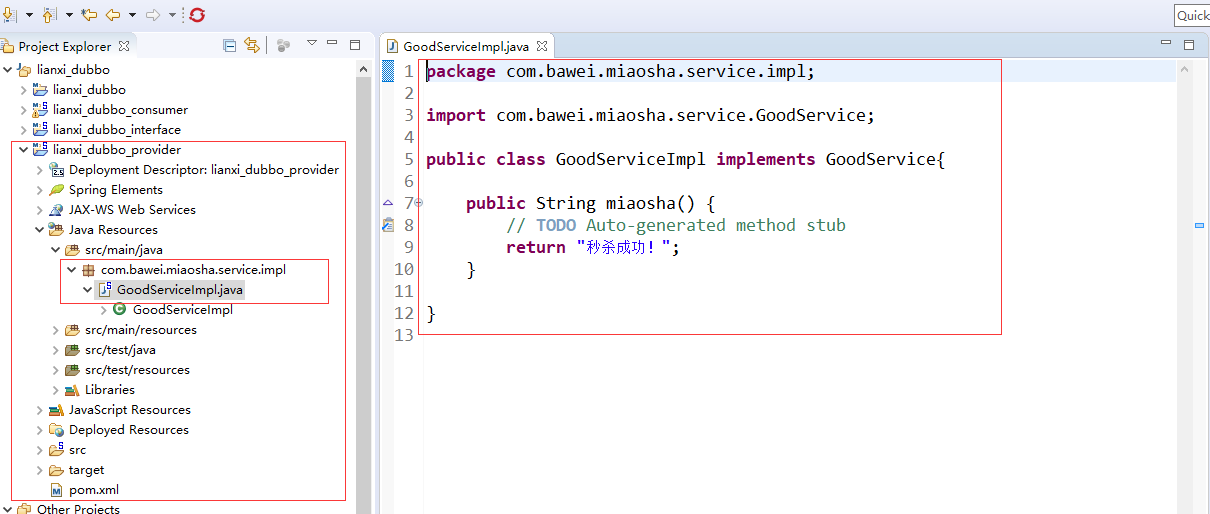 Quick
Project Explorer
lianxi_dubbo
lianxi_dubbo
lianxi_dubbo_consumer
lianxi_dubbo_interface
lianxi_dubbo_provider
Deployment Descriptor: lianxi_dubbo_provider
Spring Elements
JAX-WS Web Services
Java Resources
src/main/java
com.bawei.miaosha.service.impl
GoodServiceImpl.java
GoodServiceImpl
src/main/resources
src/test/java
src/test/resources
Libraries
JavaScript Resources
Deployed Resources
src
target
pom.xml
Other Projects
GoodServiceImpl.java
1 package com.bawei.miaosha.service.impl;
2
3 import com.bawei.miaosha.service.GoodService;
4
5 public class GoodServiceImpl implements GoodService{
6
7 public String miaosha() {
8 // TODO Auto-generated method stub
9 return "秒杀成功！";
10 }
11
12 }
13